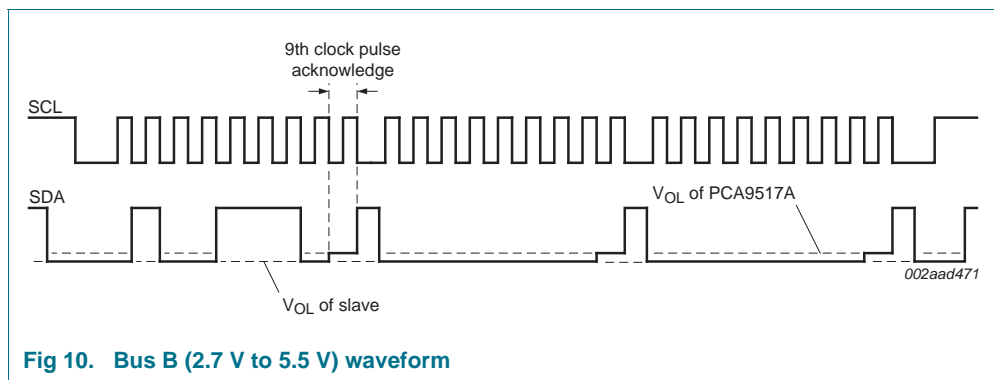 9th clock pulse
acknowledge
SCL
SDA
VOL of PCA9517A
002aad471
VOL of slave
Fig 10. Bus B (2.7 V to 5.5 V) waveform